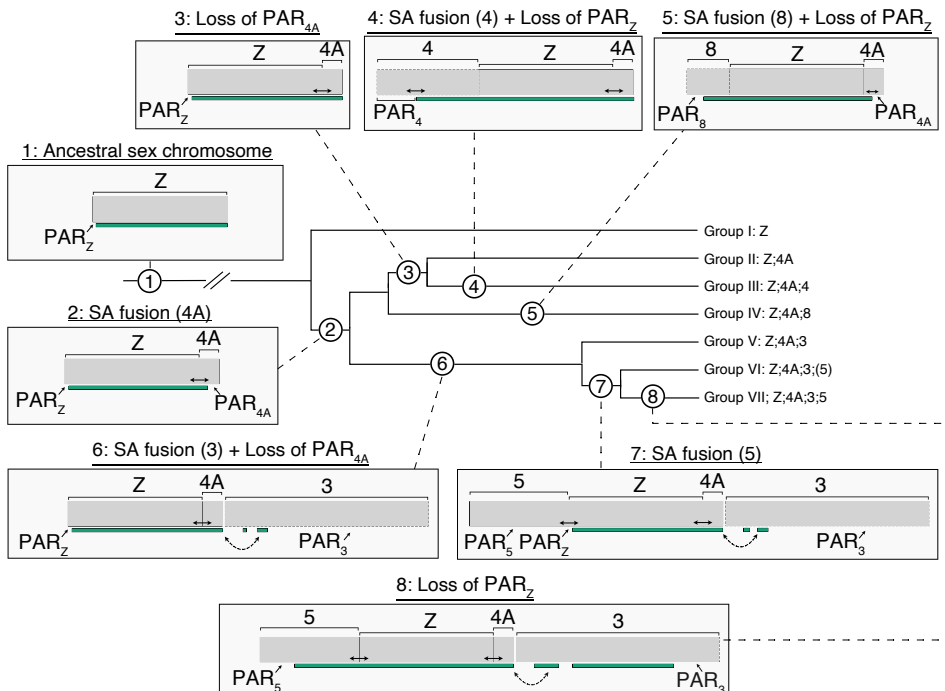 3: Loss of PAR4A
Z 4A
PARZ
4: SA fusion (4) + Loss of PARZ
4 Z 4A
PAR4
5: SA fusion (8) + Loss of PARZ
8 Z 4A
PAR8 PAR4A
1: Ancestral sex chromosome
Z
PARZ
1
2: SA fusion (4A)
Z 4A
PARZ PAR4A
2
3
4
5
6
7
8
Group I: Z
Group II: Z;4A
Group III: Z;4A;4
Group IV: Z;4A;8
Group V: Z;4A;3
Group VI: Z;4A;3;(5)
Group VII; Z;4A;3;5
6: SA fusion (3) + Loss of PAR4A
Z 4A 3
PARZ PAR3
7: SA fusion (5)
5 Z 4A 3
PAR5 PARZ PAR3
8: Loss of PARZ
5 Z 4A 3
PAR5 PAR3